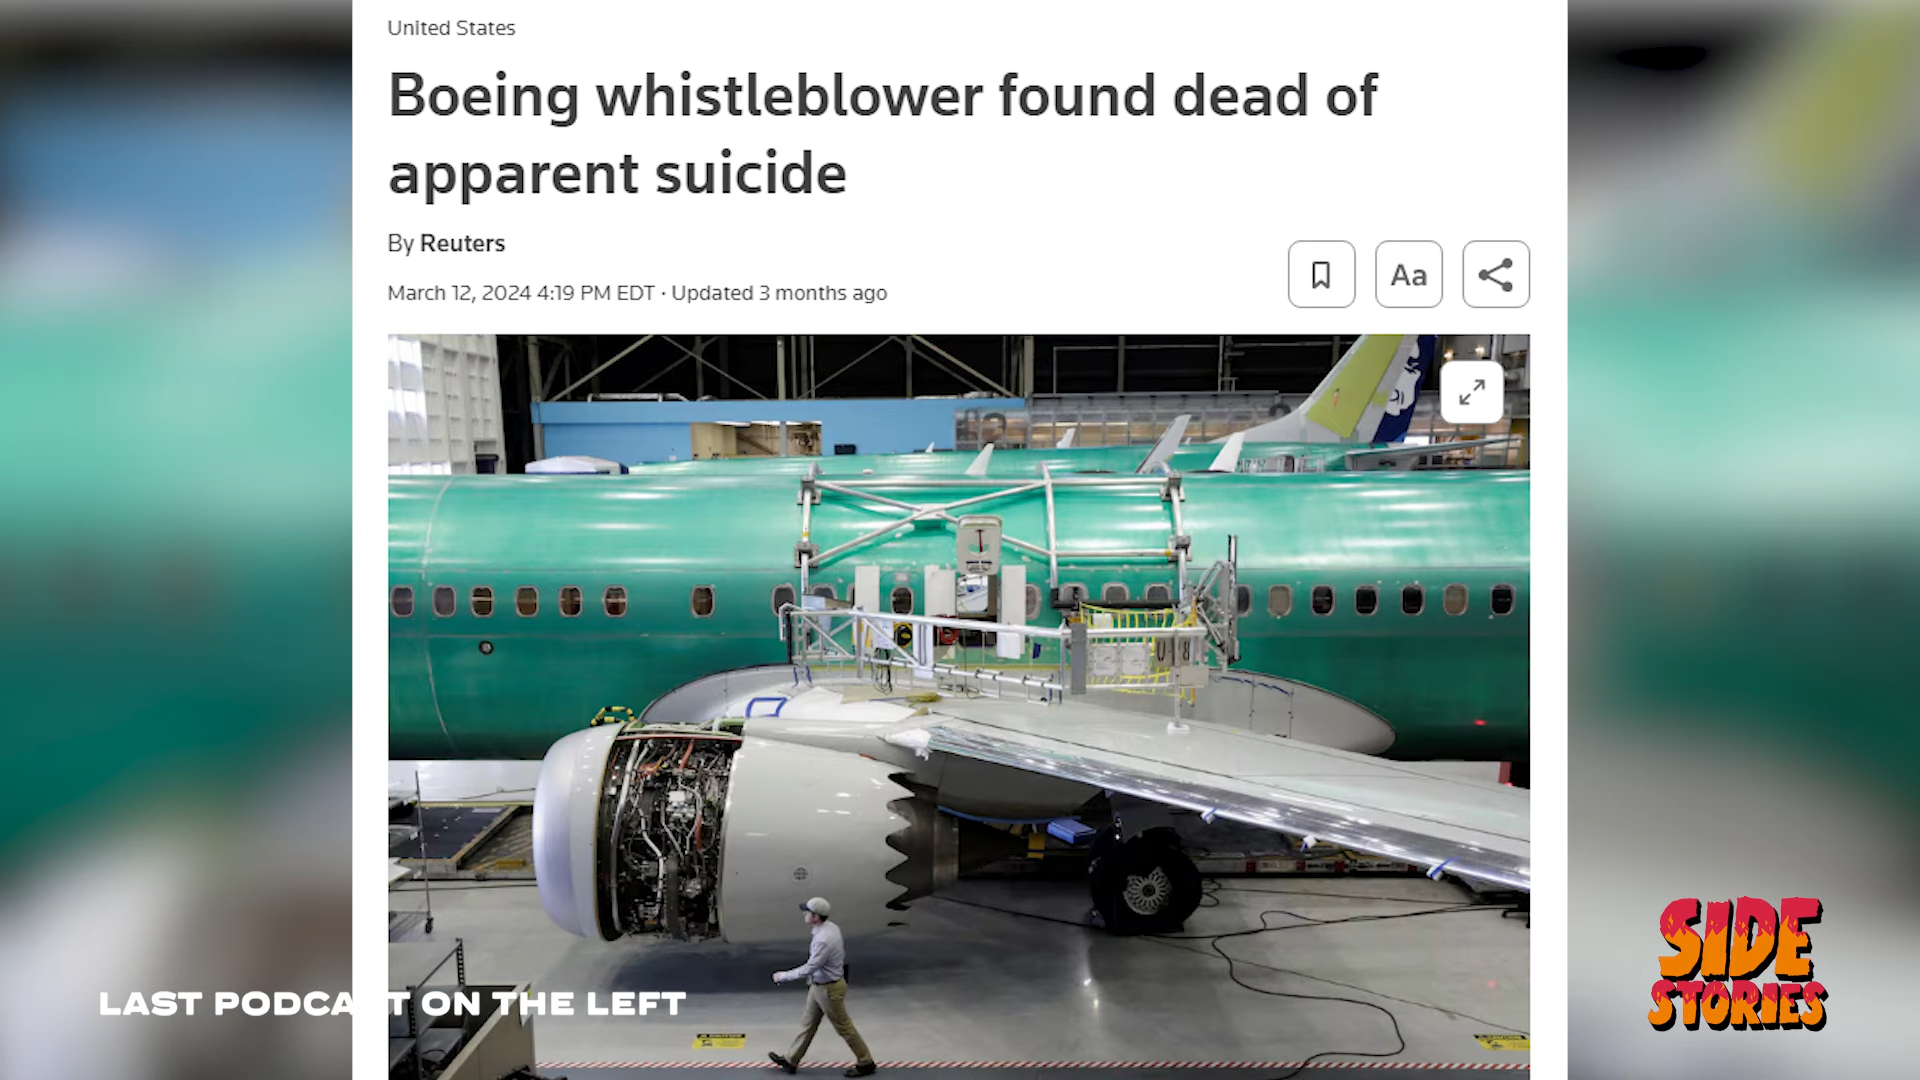 United States
Boeing whistleblower found dead of
apparent suicide
By Reuters
March 12, 2024 4:19 PM EDT · Updated 3 months ago
Aa
LAST PODCAST ON THE LEFT
SIDE
STORIES